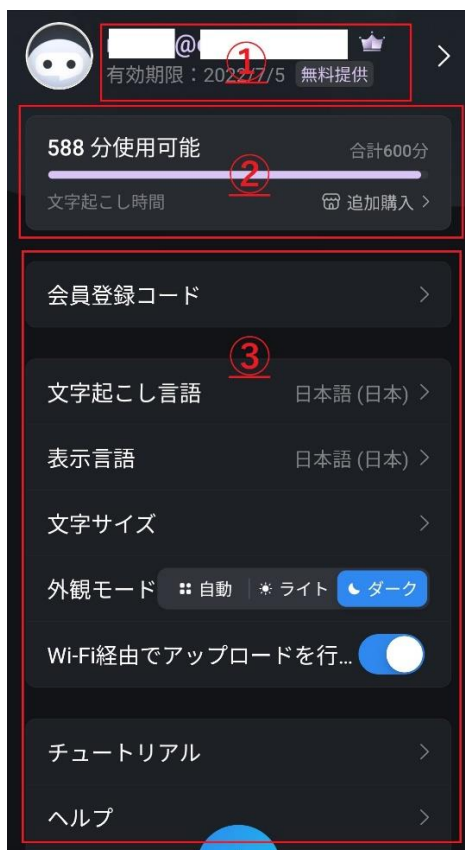 @
①
有効期限：2022/7/5 無料提供
588 分使用可能 合計600分
②
文字起こし時間 追加購入 >
会員登録コード >
③
文字起こし言語 日本語 (日本) >
表示言語 日本語 (日本) >
文字サイズ >
外観モード 自動 ライト ダーク
Wi-Fi経由でアップロードを行...
チュートリアル >
ヘルプ >